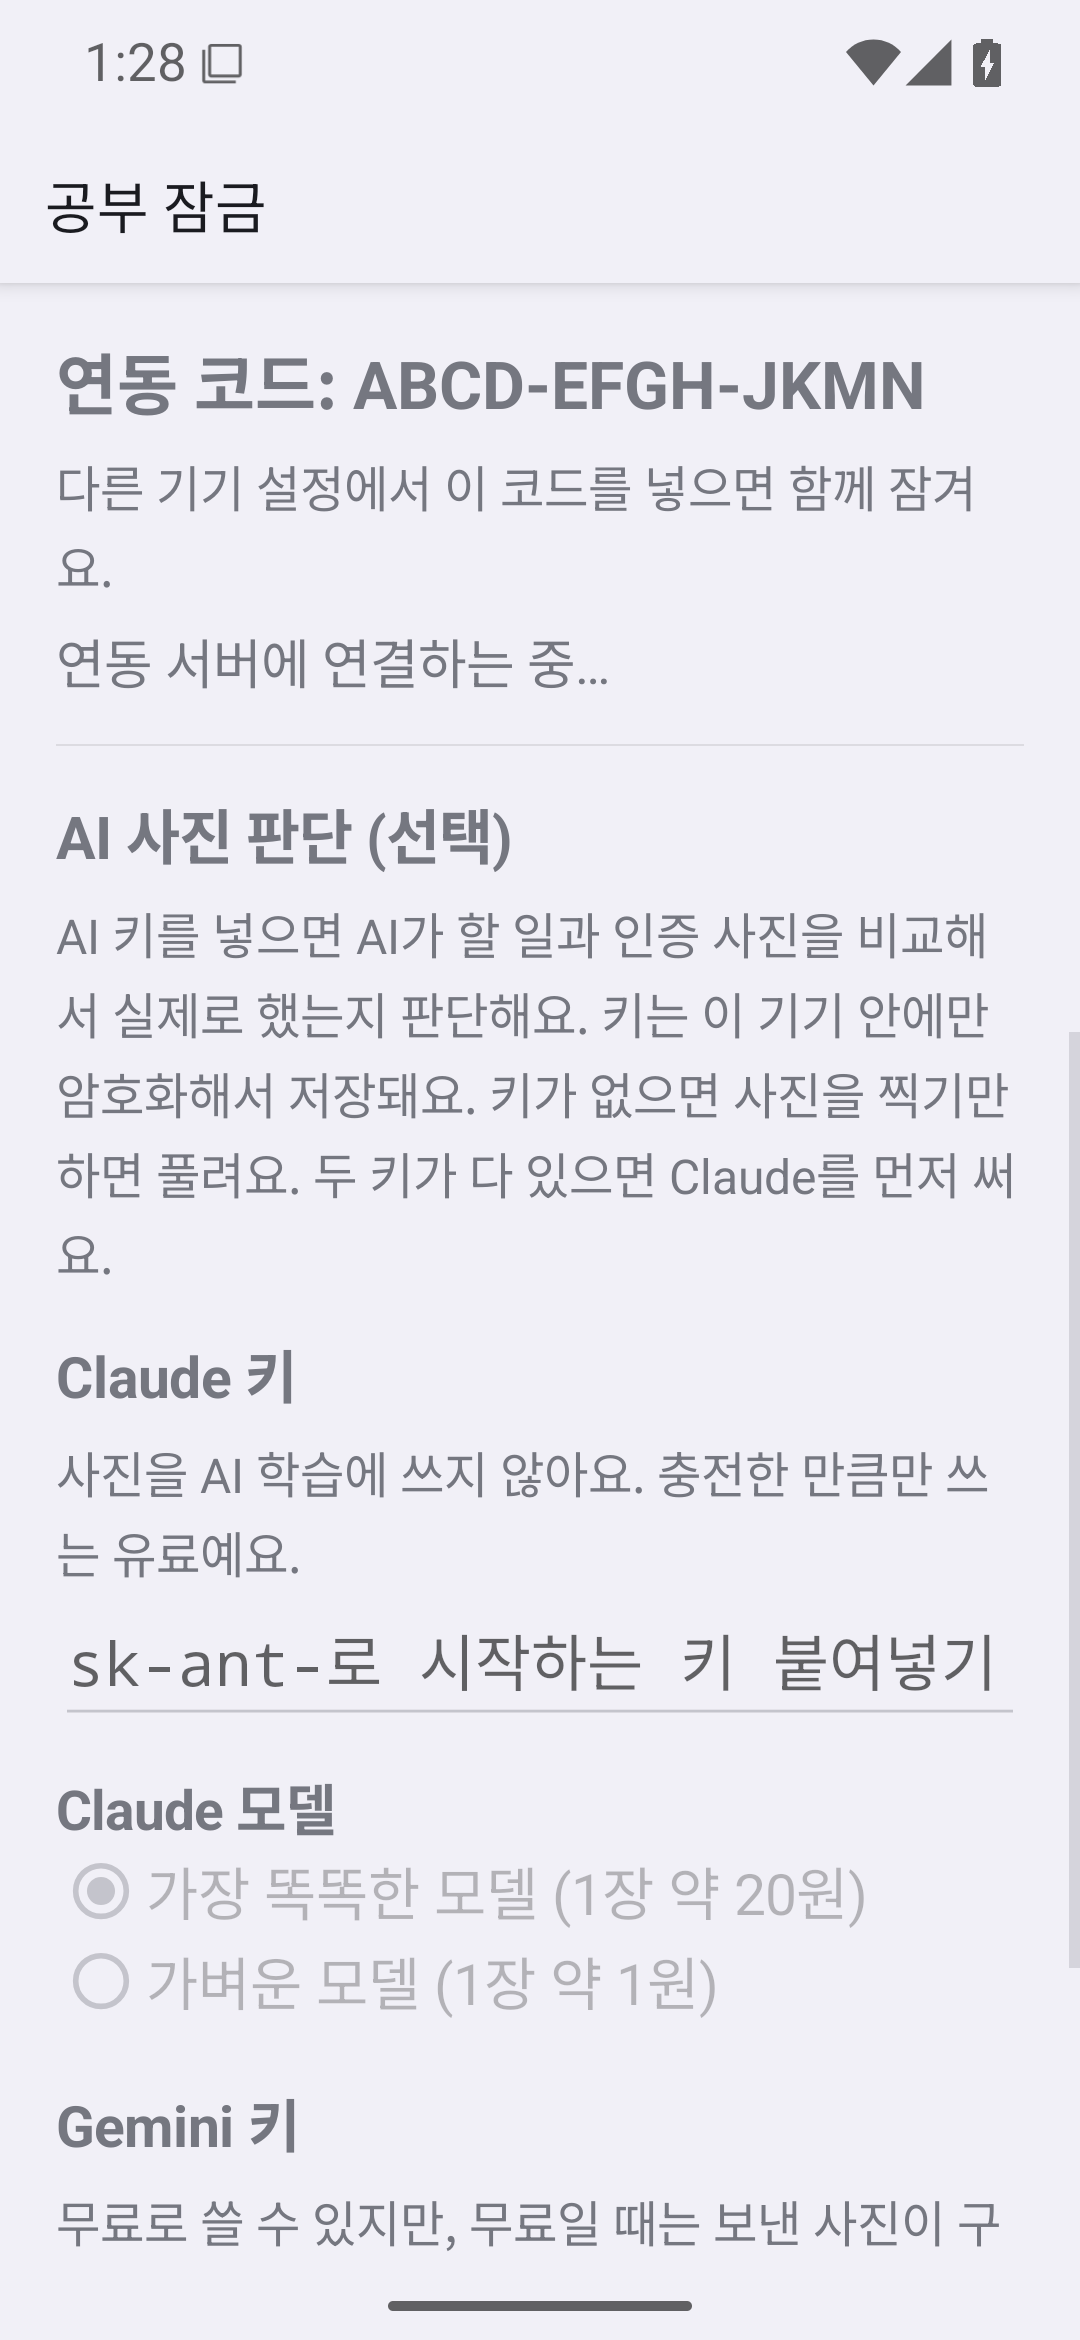 1:28
공부 잠금
연동 코드: ABCD-EFGH-JKMN
다른 기기 설정에서 이 코드를 넣으면 함께 잠겨
요.
연동 서버에 연결하는 중...
AI 사진 판단 (선택)
AI 키를 넣으면 AI가 할 일과 인증 사진을 비교해
서 실제로 했는지 판단해요. 키는 이 기기 안에만
암호화해서 저장돼요. 키가 없으면 사진을 찍기만
하면 풀려요. 두 키가 다 있으면 Claude를 먼저 써
요.
Claude 키
사진을 AI 학습에 쓰지 않아요. 충전한 만큼만 쓰
는 유료예요.
sk-ant-로 시작하는 키 붙여넣기
Claude 모델
가장 똑똑한 모델 (1장 약 20원)
가벼운 모델 (1장 약 1원)
Gemini 키
무료로 쓸 수 있지만, 무료일 때는 보낸 사진이 구